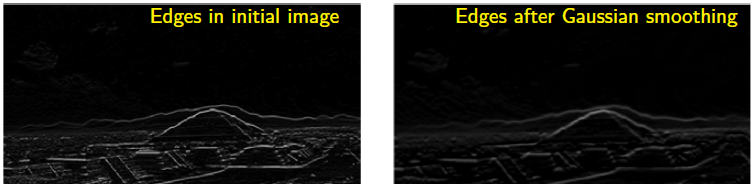 Edges in initial image
Edges after Gaussian smoothing